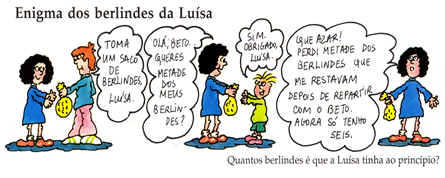 Enigma dos berlindes da Luísa
TOMA
UM SACO
DE
BERLINDES,
LUÍSA.
OLÁ, BETO.
QUERES
METADE
DOS
MEUS
BERLIN-
DES?
SIM.
OBRIGADO,
LUÍSA.
QUE AZAR!
PERDI METADE DOS
BERLINDES QUE
ME RESTAVAM
DEPOIS DE REPARTIR
COM O BETO.
AGORA SÓ TENHO
SEIS.
Quantos berlindes é que a Luísa tinha ao princípio?